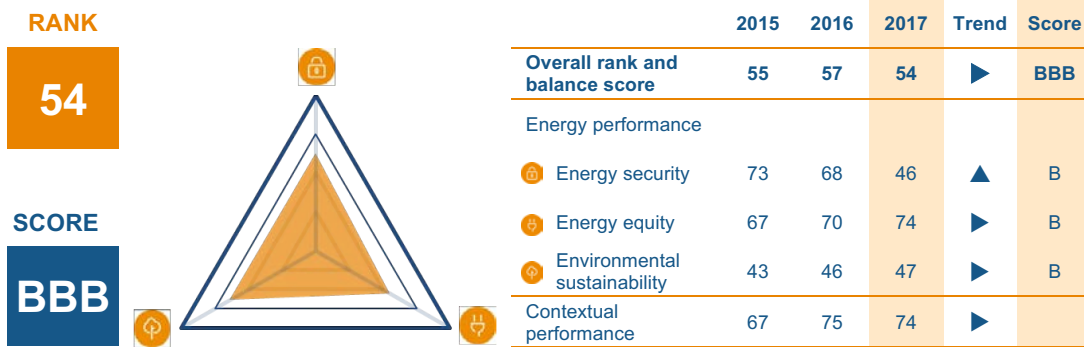 RANK
54
SCORE
BBB
2015 2016 2017 Trend Score
Overall rank and
balance score 55 57 54 BBB
Energy performance
Energy security 73 68 46 B
Energy equity 67 70 74 B
Environmental
sustainability 43 46 47 B
Contextual
performance 67 75 74